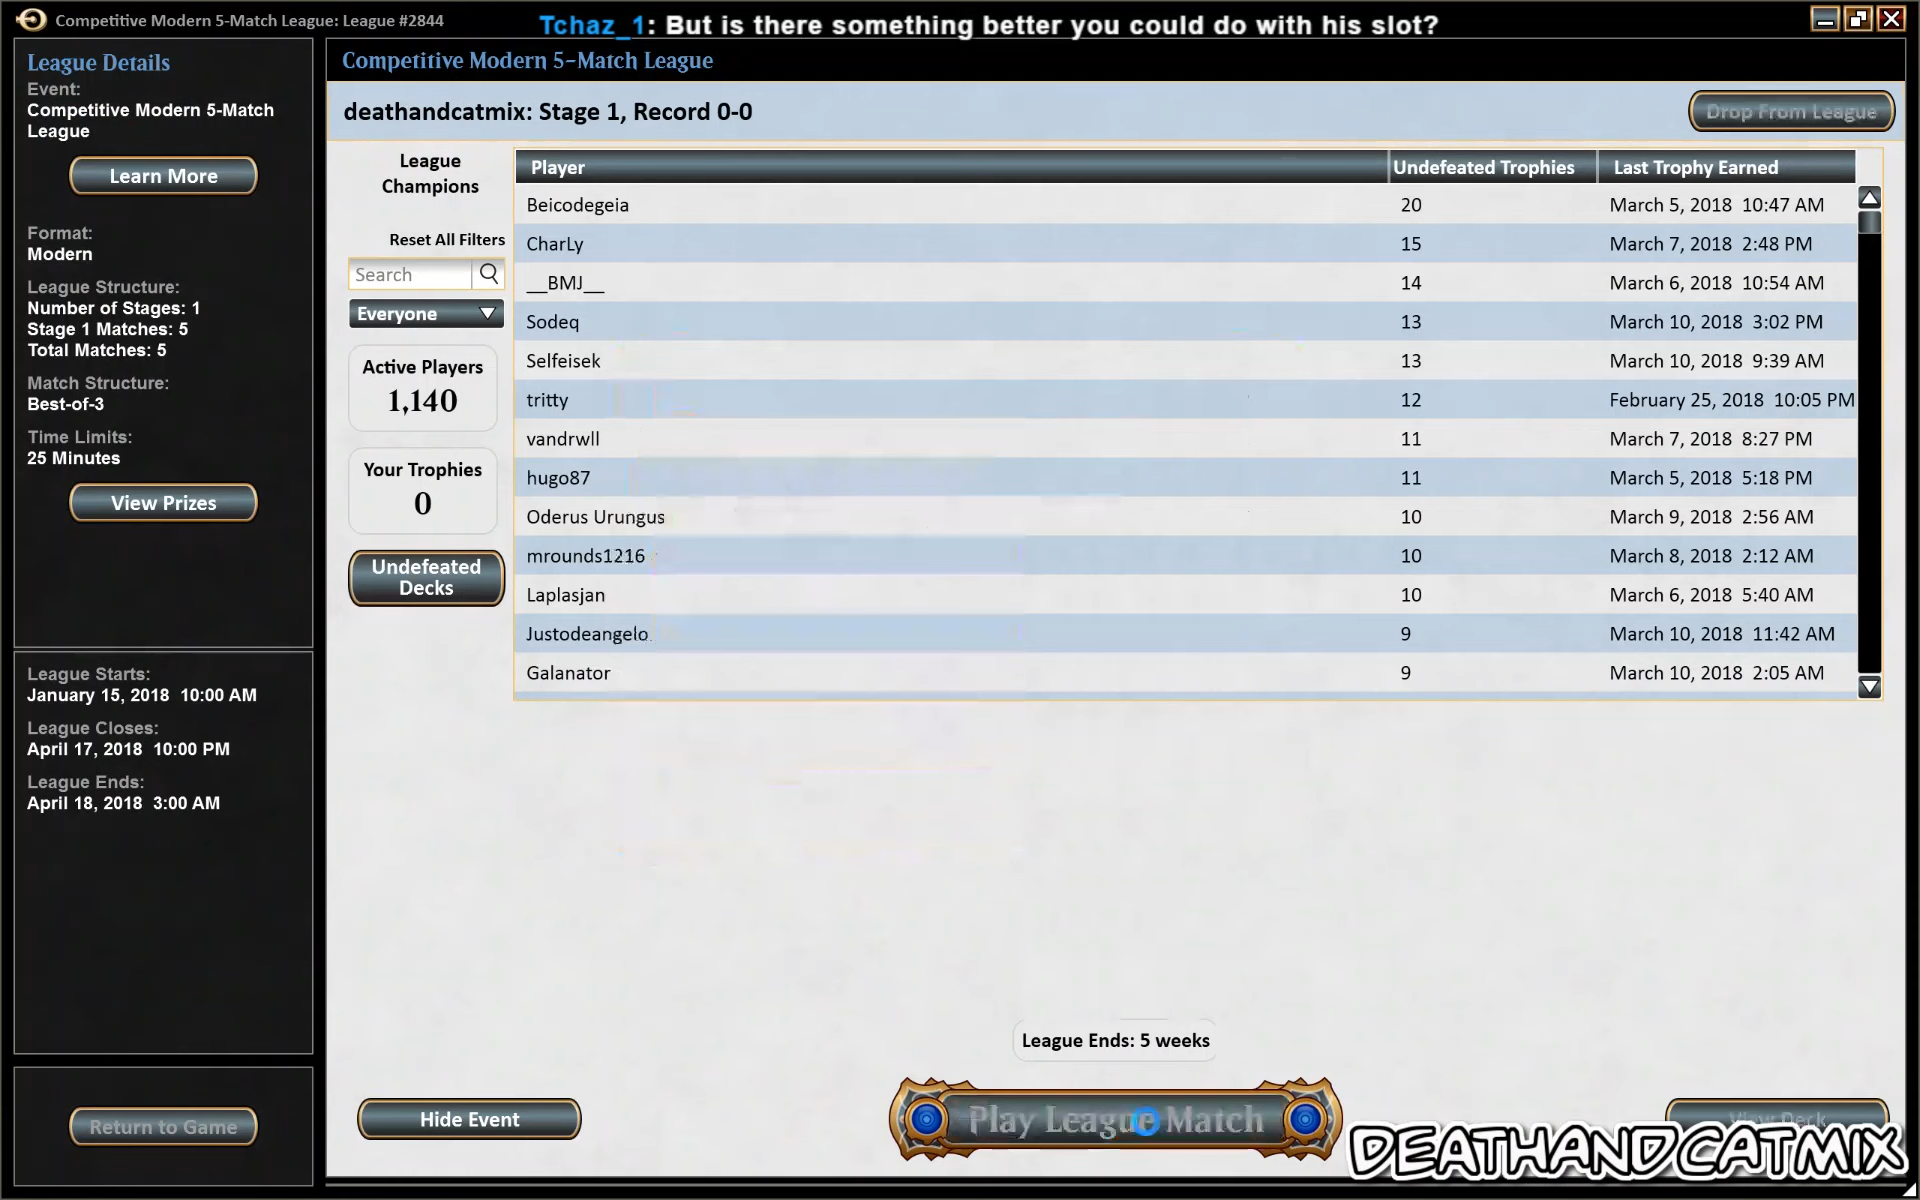 Competitive Modern 5-Match League: League #2844
Tchaz_1: But is there something better you could do with his slot?
League Details
Event:
Competitive Modern 5-Match
League
Learn More
Format:
Modern
League Structure:
Number of Stages: 1
Stage 1 Matches: 5
Total Matches: 5
Match Structure:
Best-of-3
Time Limits:
25 Minutes
View Prizes
League Starts:
January 15, 2018 10:00 AM
League Closes:
April 17, 2018 10:00 PM
League Ends:
April 18, 2018 3:00 AM
Return to Game
Competitive Modern 5-Match League
deathandcatmix: Stage 1, Record 0-0
Drop From League
League
Champions
Reset All Filters
Search
Everyone
Active Players
1,140
Your Trophies
0
Undefeated
Decks
Player Undefeated Trophies Last Trophy Earned
Beicodegeia 20 March 5, 2018 10:47 AM
CharLy 15 March 7, 2018 2:48 PM
__BMJ__ 14 March 6, 2018 10:54 AM
Sodeq 13 March 10, 2018 3:02 PM
Selfeisek 13 March 10, 2018 9:39 AM
tritty 12 February 25, 2018 10:05 PM
vandrwll 11 March 7, 2018 8:27 PM
hugo87 11 March 5, 2018 5:18 PM
Oderus Urungus 10 March 9, 2018 2:56 AM
mrounds1216 10 March 8, 2018 2:12 AM
Laplasjan 10 March 6, 2018 5:40 AM
Justodeangelo 9 March 10, 2018 11:42 AM
Galanator 9 March 10, 2018 2:05 AM
League Ends: 5 weeks
Hide Event
Play League Match
View Deck
DEATHANDCATMIX